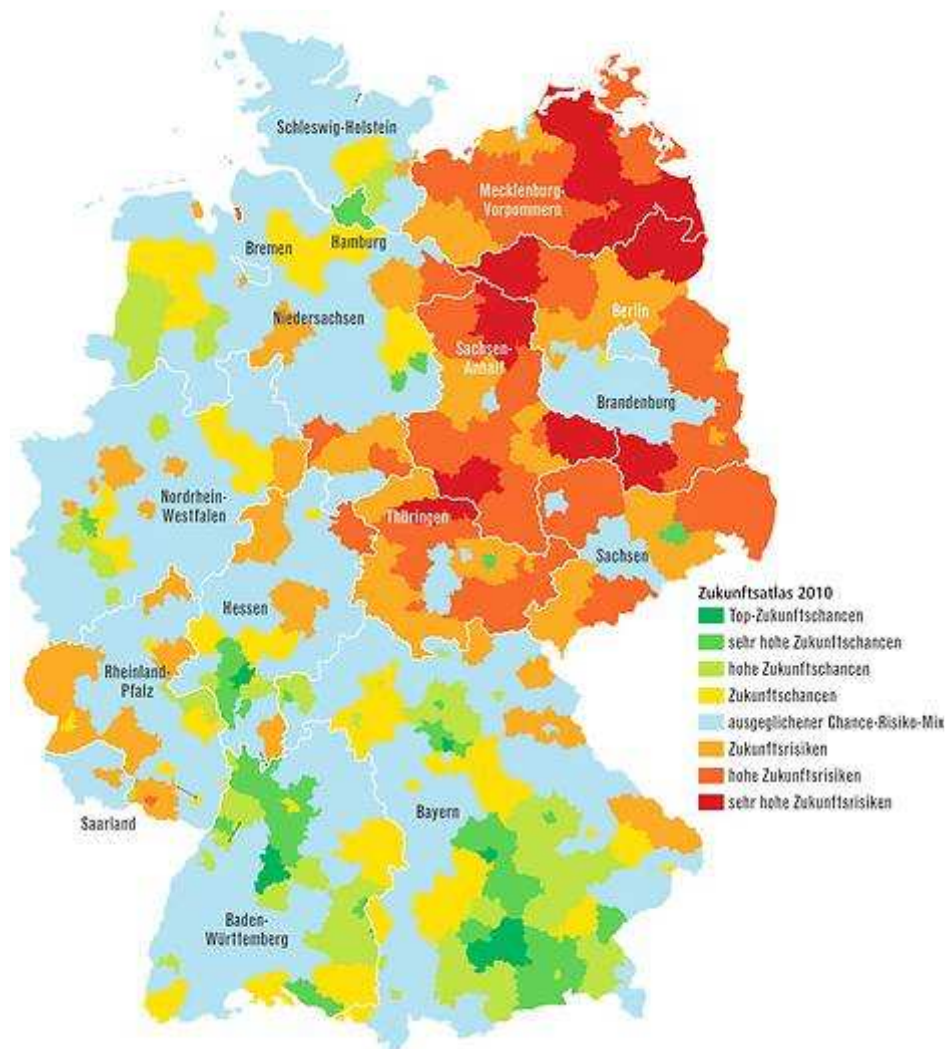 Schleswig-Holstein
Mecklenburg-
Vorpommern
Hamburg
Bremen
Niedersachsen
Berlin
Sachsen-
Anhalt
Brandenburg
Nordrhein-
Westfalen
Thüringen
Sachsen
Hessen
Rheinland-
Pfalz
Saarland
Bayern
Baden-
Württemberg
Zukunftsatlas 2010
Top-Zukunftschancen
sehr hohe Zukunftschancen
hohe Zukunftschancen
Zukunftschancen
ausgeglichener Chance-Risiko-Mix
Zukunftsrisiken
hohe Zukunftsrisiken
sehr hohe Zukunftsrisiken